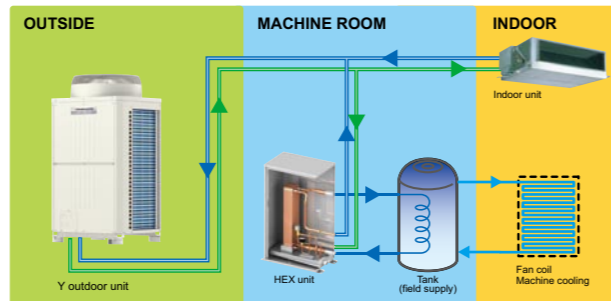 OUTSIDE
MACHINE ROOM
INDOOR
Indoor unit
Y outdoor unit
HEX unit
Tank
(field supply)
Fan coil
Machine cooling